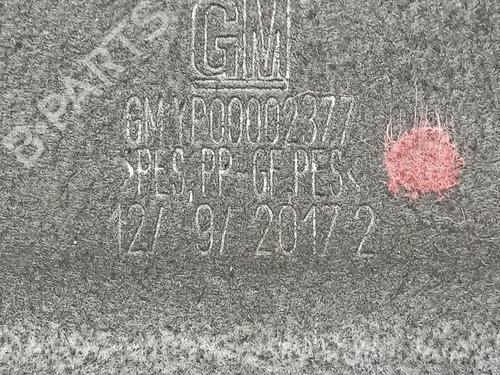 B-PARTS
GM
GM YP00002377
>PES, PP-GF, PES<
12/ 9/ 2017 2